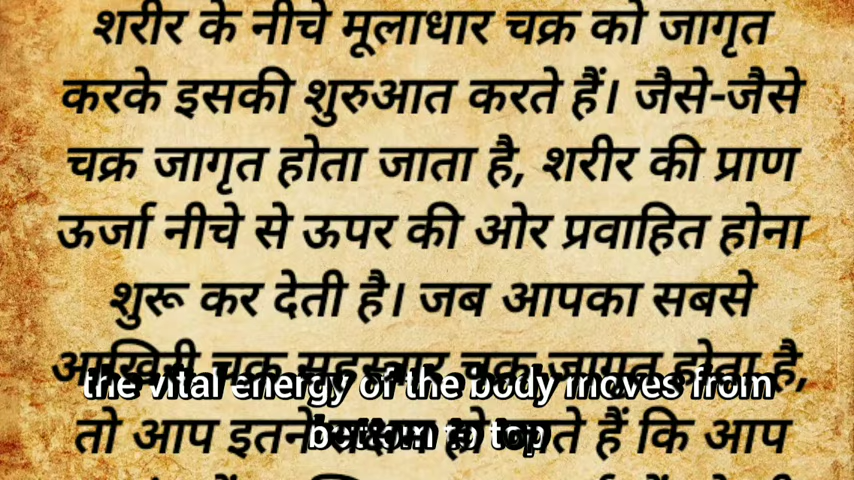 शरीर के नीचे मूलाधार चक्र को जागृत
करके इसकी शुरुआत करते हैं। जैसे-जैसे
चक्र जागृत होता जाता है, शरीर की प्राण
ऊर्जा नीचे से ऊपर की ओर प्रवाहित होना
शुरू कर देती है। जब आपका सबसे
आखिरी चक्र सहस्त्रार चक्र जागृत होता है,
the vital energy of the body moves from
तो आप इतने हो जाते हैं कि आप
bottom to top